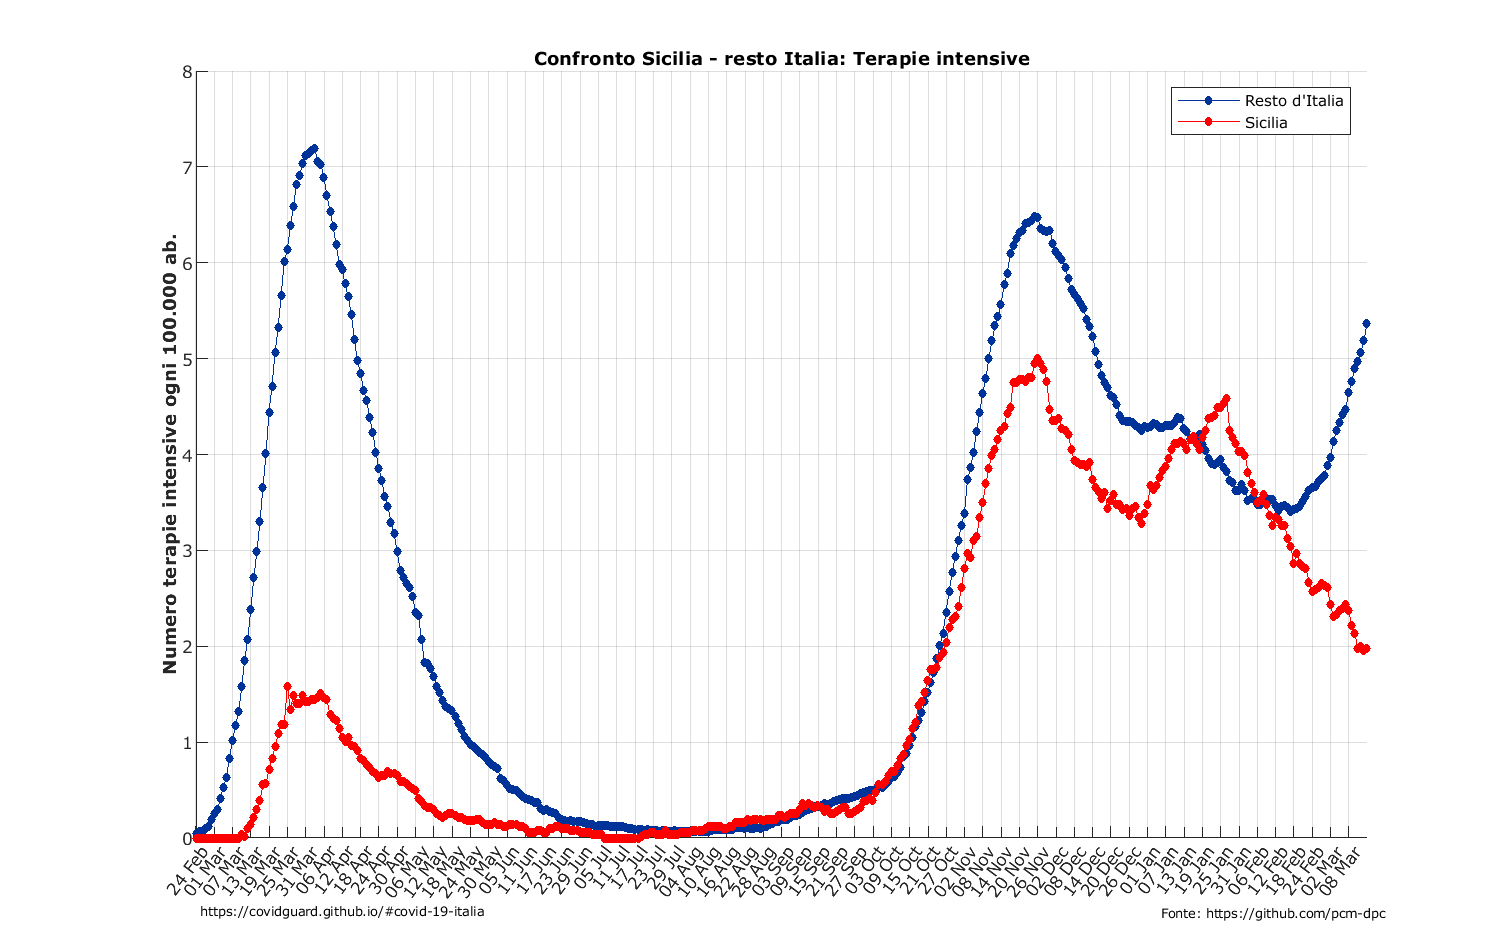 Confronto Sicilia - resto Italia: Terapie intensive
Resto d'Italia
Sicilia
Numero terapie intensive ogni 100.000 ab.
8
7
6
5
4
3
2
1
0
24 Feb
01 Mar
07 Mar
13 Mar
19 Mar
25 Mar
31 Mar
06 Apr
12 Apr
18 Apr
24 Apr
30 Apr
06 May
12 May
18 May
24 May
30 May
05 Jun
11 Jun
17 Jun
23 Jun
29 Jun
05 Jul
11 Jul
17 Jul
23 Jul
29 Jul
04 Aug
10 Aug
16 Aug
22 Aug
28 Aug
03 Sep
09 Sep
15 Sep
21 Sep
27 Sep
03 Oct
09 Oct
15 Oct
21 Oct
27 Oct
02 Nov
08 Nov
14 Nov
20 Nov
26 Nov
02 Dec
08 Dec
14 Dec
20 Dec
26 Dec
01 Jan
07 Jan
13 Jan
19 Jan
25 Jan
31 Jan
06 Feb
12 Feb
18 Feb
24 Feb
02 Mar
08 Mar
https://covidguard.github.io/#covid-19-italia
Fonte: https://github.com/pcm-dpc